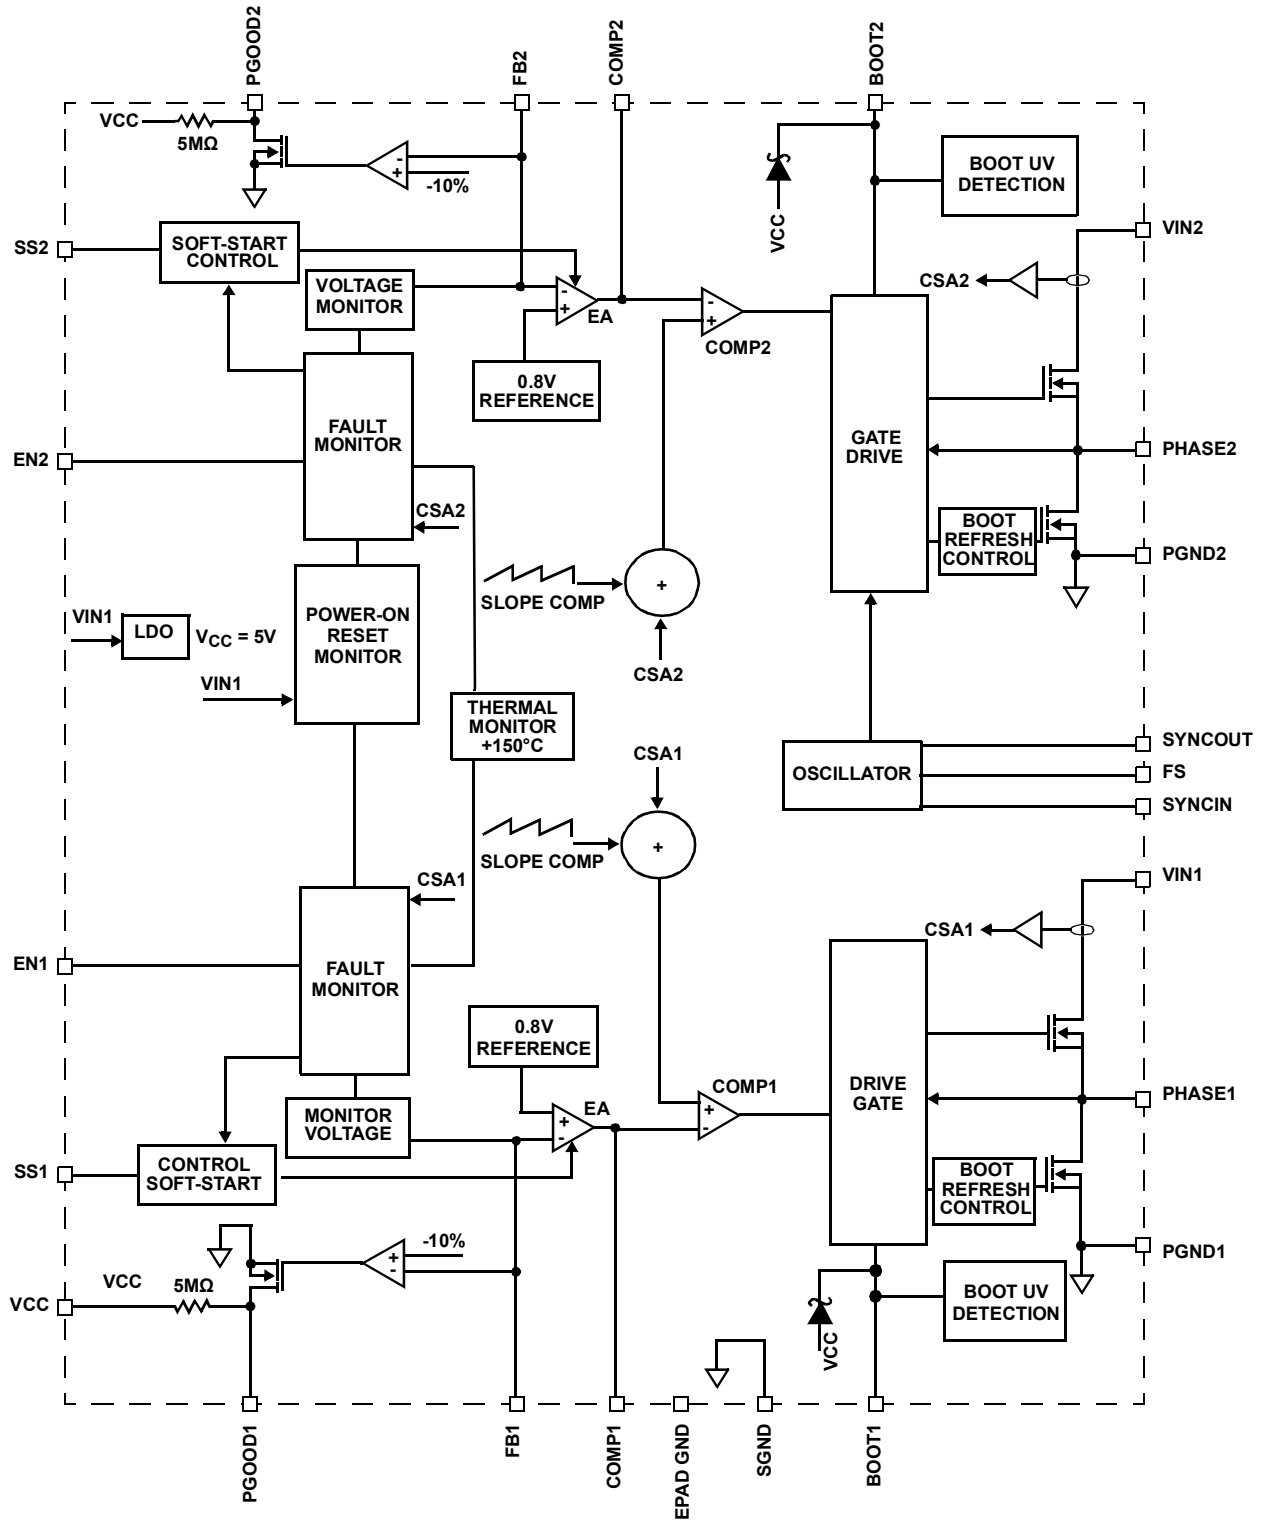 PGOOD2
FB2
COMP2
BOOT2
VCC
5MΩ
-
+
-10%
VCC
BOOT UV
DETECTION
SS2
SOFT-START
CONTROL
VIN2
VOLTAGE
MONITOR
CSA2
-
+
EA
-
+
COMP2
0.8V
REFERENCE
FAULT
MONITOR
GATE
DRIVE
EN2
PHASE2
CSA2
BOOT
REFRESH
CONTROL
PGND2
SLOPE COMP
+
CSA2
VIN1
LDO
VCC = 5V
POWER-ON
RESET
MONITOR
VIN1
THERMAL
MONITOR
+150°C
CSA1
OSCILLATOR
SYNCOUT
FS
SYNCIN
SLOPE COMP
+
CSA1
VIN1
CSA1
EN1
FAULT
MONITOR
0.8V
REFERENCE
COMP1
+
-
EA
+
-
DRIVE
GATE
PHASE1
MONITOR
VOLTAGE
SS1
CONTROL
SOFT-START
BOOT
REFRESH
CONTROL
PGND1
-10%
+
-
VCC
VCC
5MΩ
VCC
BOOT UV
DETECTION
PGOOD1
FB1
COMP1
EPAD GND
SGND
BOOT1